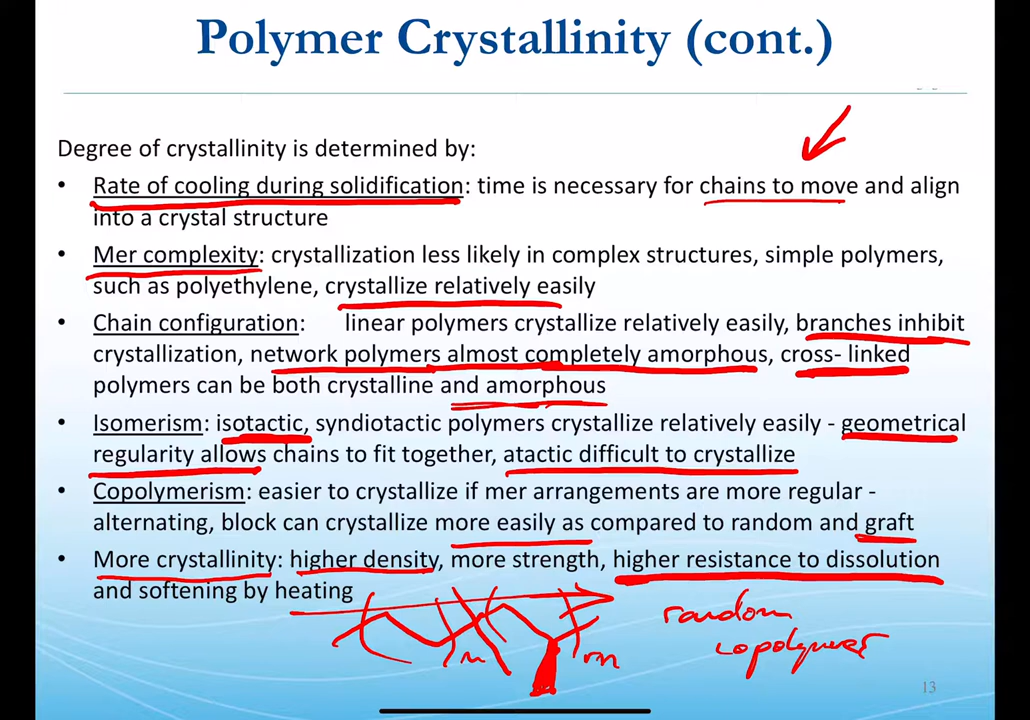 Polymer Crystallinity (cont.)
Degree of crystallinity is determined by:
• Rate of cooling during solidification: time is necessary for chains to move and align
into a crystal structure
• Mer complexity: crystallization less likely in complex structures, simple polymers,
such as polyethylene, crystallize relatively easily
• Chain configuration: linear polymers crystallize relatively easily, branches inhibit
crystallization, network polymers almost completely amorphous, cross- linked
polymers can be both crystalline and amorphous
• Isomerism: isotactic, syndiotactic polymers crystallize relatively easily - geometrical
regularity allows chains to fit together, atactic difficult to crystallize
• Copolymerism: easier to crystallize if mer arrangements are more regular -
alternating, block can crystallize more easily as compared to random and graft
• More crystallinity: higher density, more strength, higher resistance to dissolution
and softening by heating
random
copolymer
13